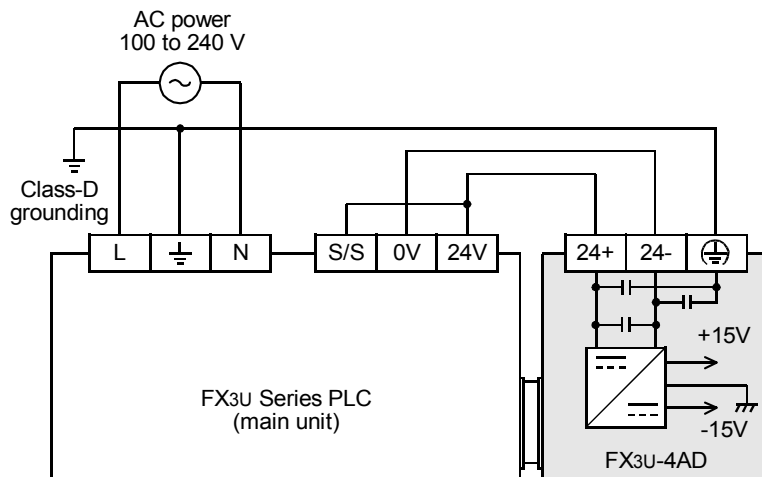 AC power
100 to 240 V
Class-D
grounding
L
N
S/S
0V
24V
24+
24-
+15V
-15V
FX3U Series PLC
(main unit)
FX3U-4AD